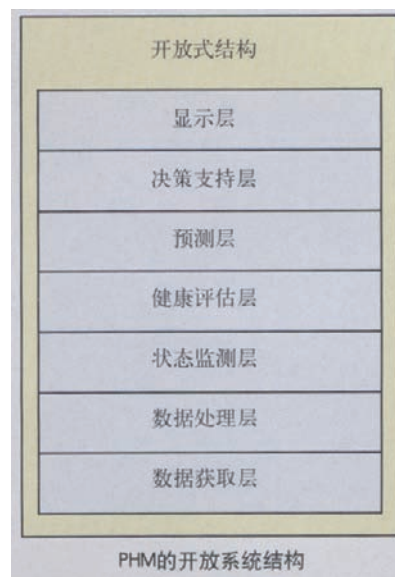 开放式结构
显示层
决策支持层
预测层
健康评估层
状态监测层
数据处理层
数据获取层
PHM的开放系统结构